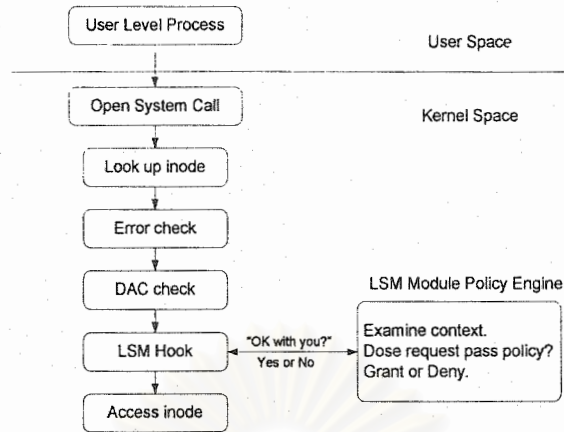 User Level Process
User Space
Open System Call
Kernel Space
Look up inode
Error check
DAC check
LSM Module Policy Engine
LSM Hook
"OK with you?"
Yes or No
Examine context.
Dose request pass policy?
Grant or Deny.
Access inode